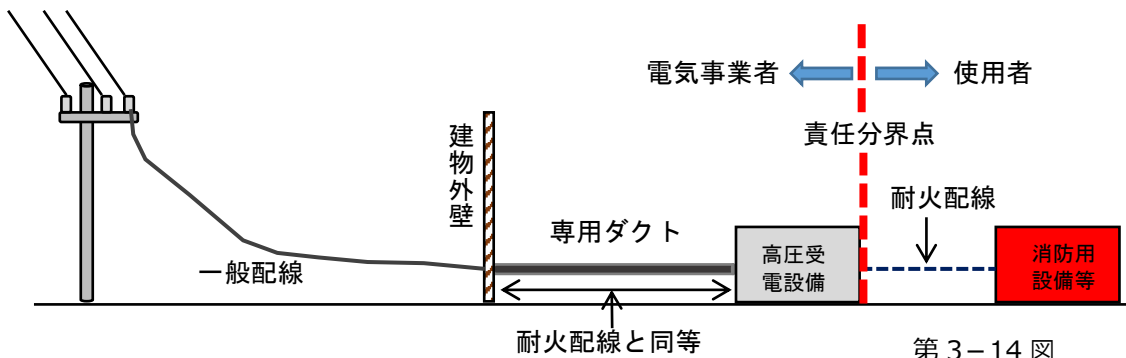 電気事業者
使用者
責任分界点
建物外壁
耐火配線
専用ダクト
高圧受
電設備
消防用
設備等
一般配線
耐火配線と同等
第3−14図